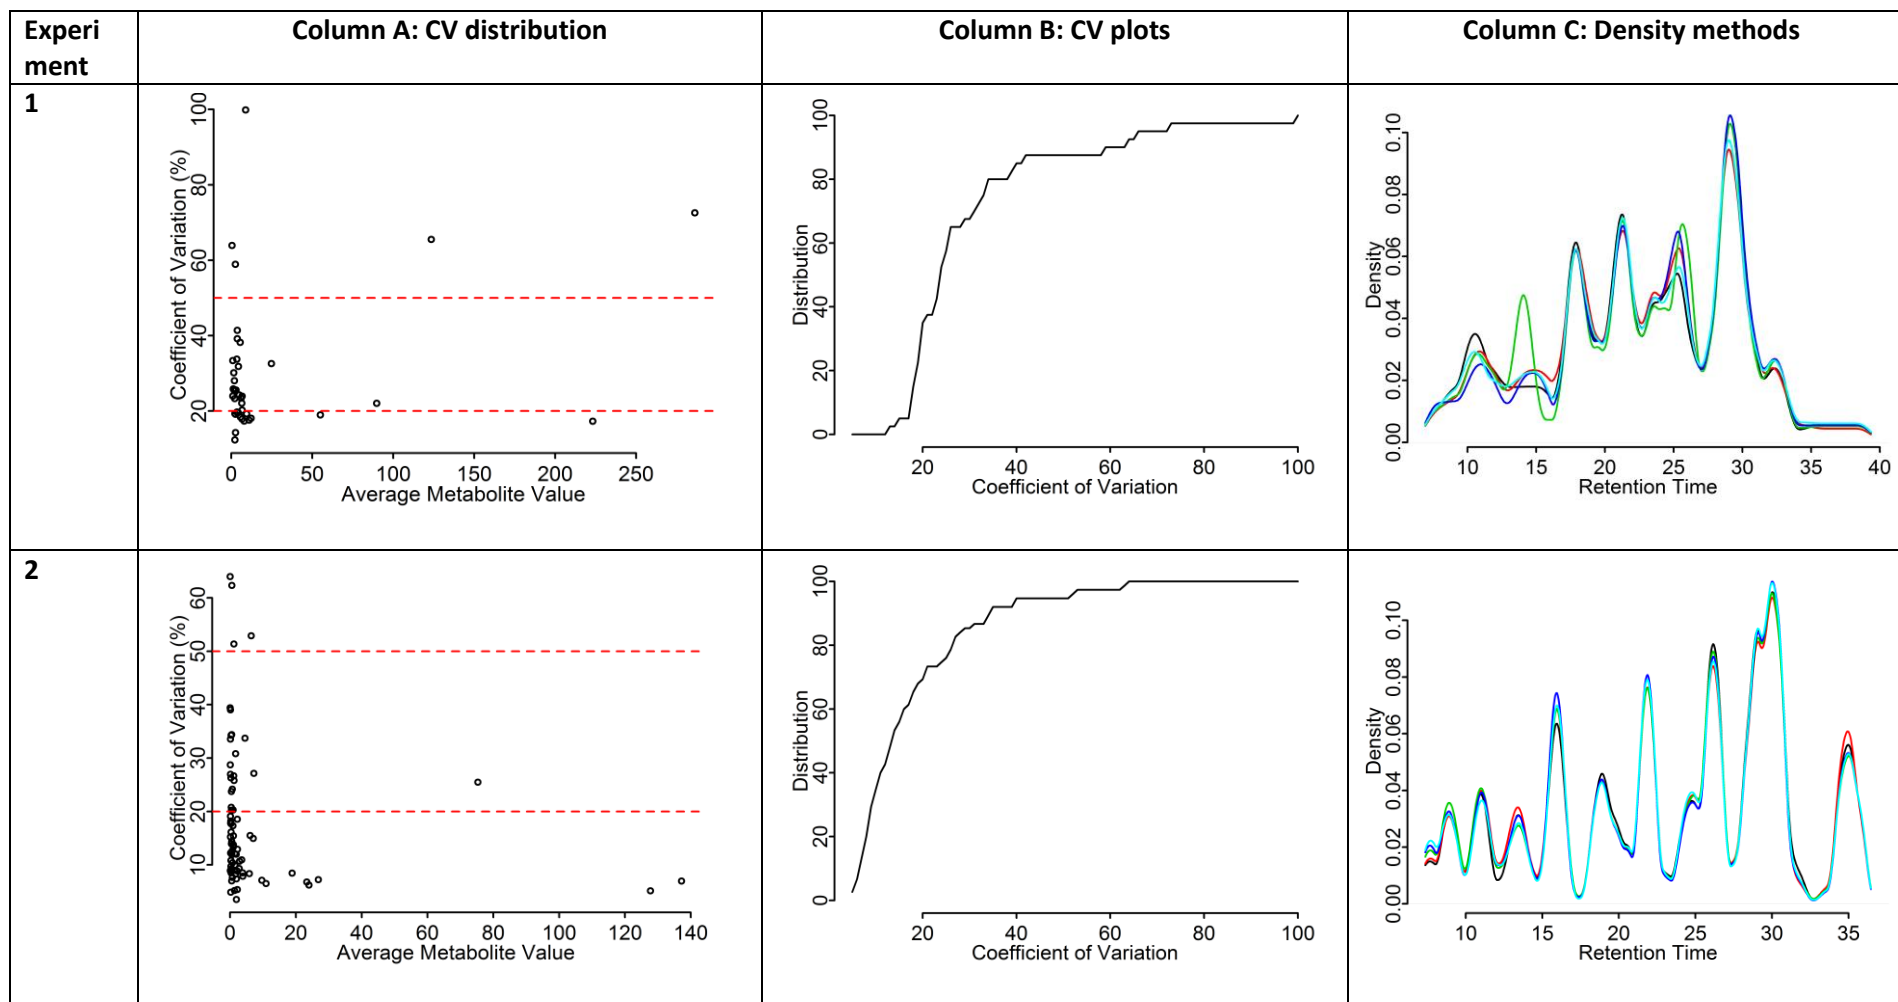 Experi
ment
Column A: CV distribution
Column B: CV plots
Column C: Density methods
1
Coefficient of Variation (%)
20 40 60 80 100
0 50 100 150 200 250
Average Metabolite Value
Distribution
0 20 40 60 80 100
20 40 60 80 100
Coefficient of Variation
Density
0.00 0.02 0.04 0.06 0.08 0.10
10 15 20 25 30 35 40
Retention Time
2
Coefficient of Variation (%)
10 20 30 40 50 60
0 20 40 60 80 100 120 140
Average Metabolite Value
Distribution
0 20 40 60 80 100
20 40 60 80 100
Coefficient of Variation
Density
0.00 0.02 0.04 0.06 0.08 0.10
10 15 20 25 30 35
Retention Time